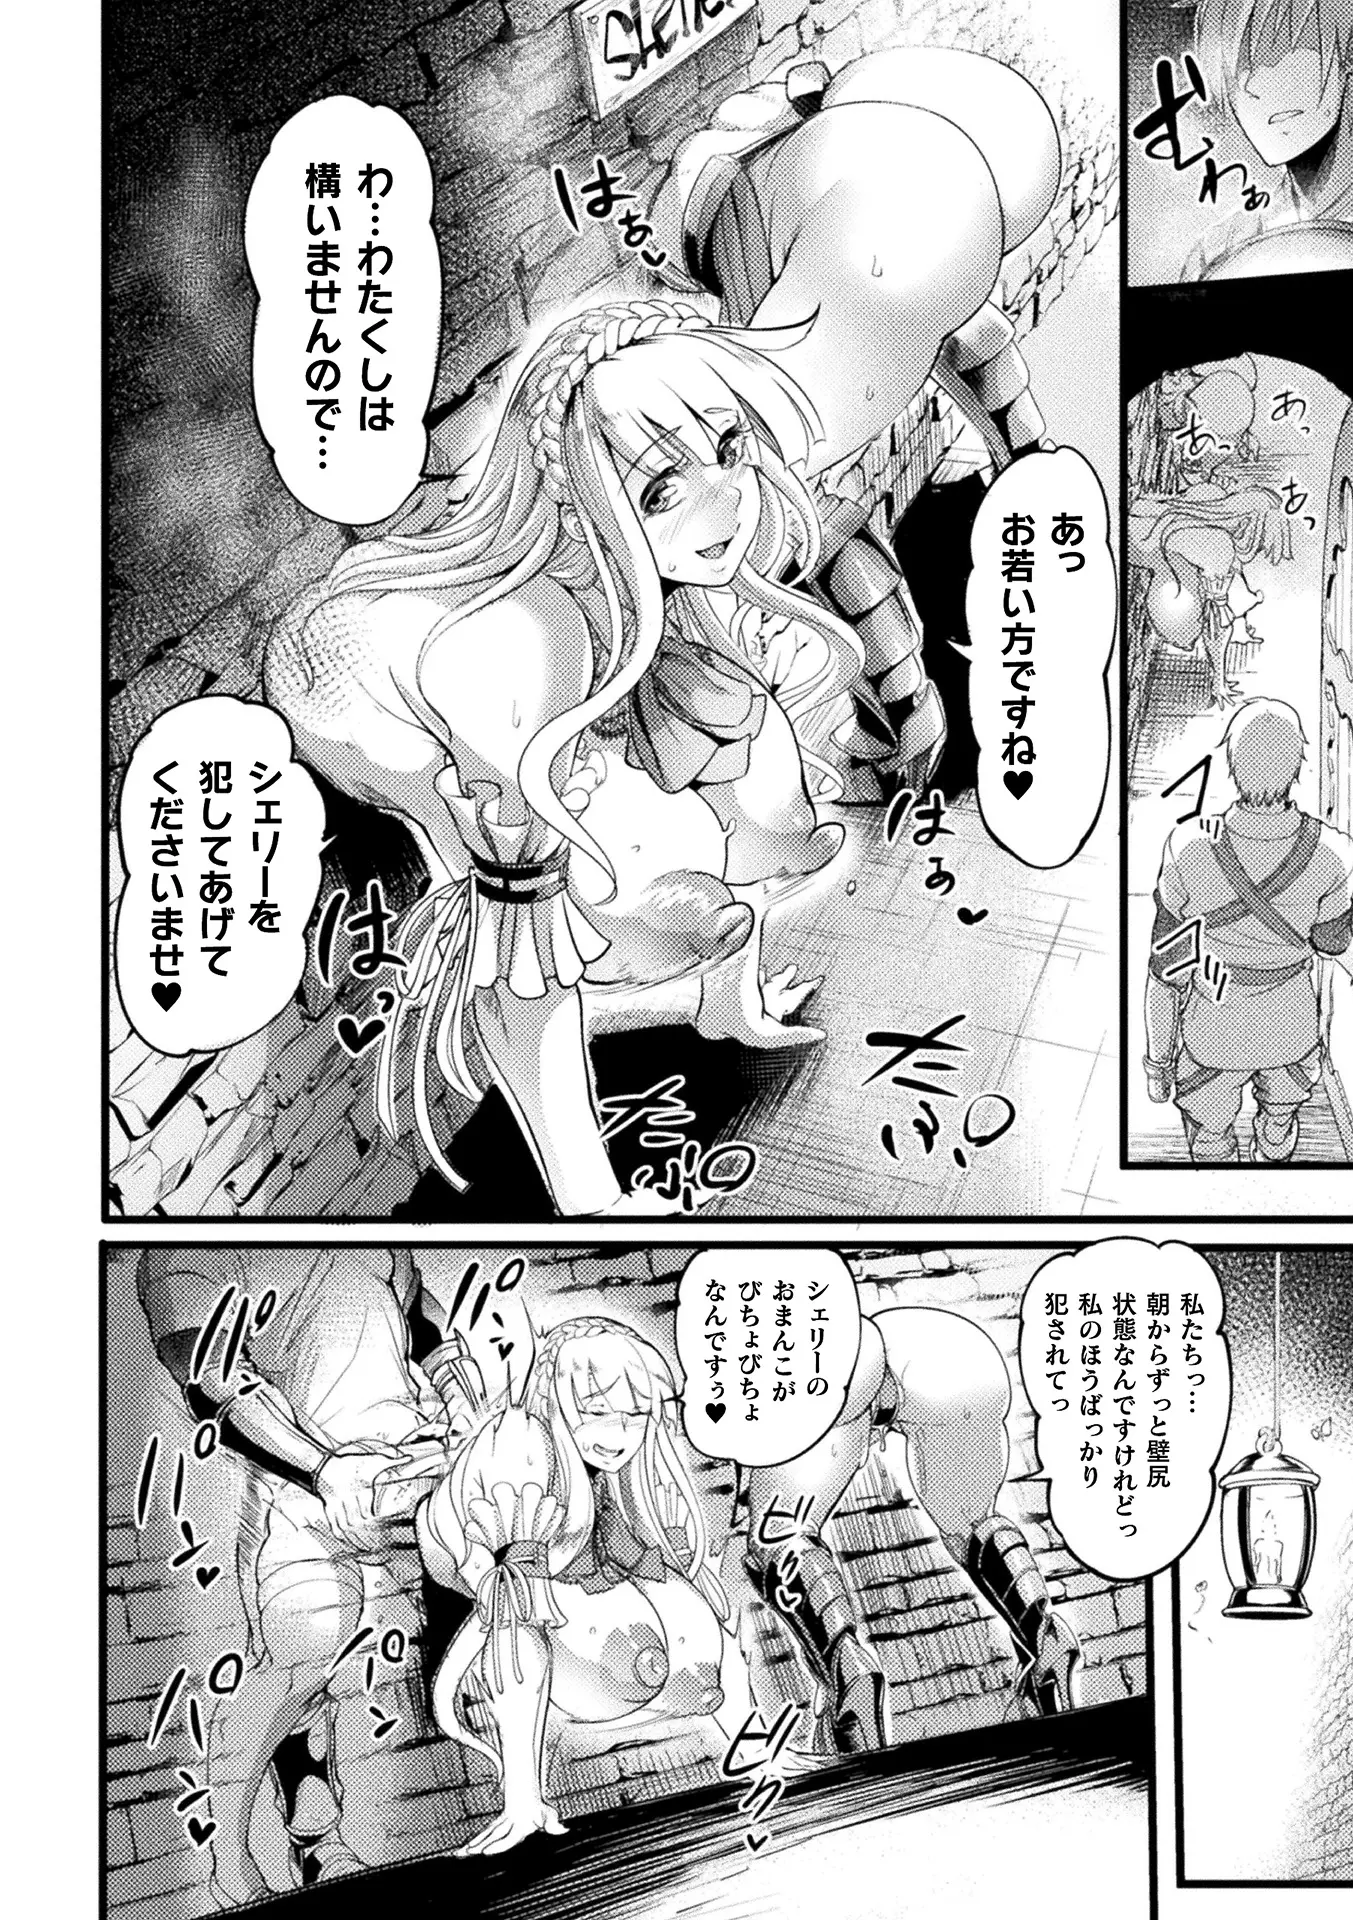 むわぁ
あっ
あっ
あっ
コツ
コツ
あっ
お若い方ですね♥
わ…わたくしは
構いませんので…
シェリーを
犯してあげて
くださいませ♥
はぁ♥
はぁ♥
はっ♥
たぷっ
たぷっ
私たちっ…
朝からずっと壁尻
状態なんですけれどっ
私のほうばっかり
犯されてっ
シェリーの
おまんこが
びちょびちょ
なんですぅ♥
ビクッ
ビクッ♥
パンッ
パンッ
パンッ♥